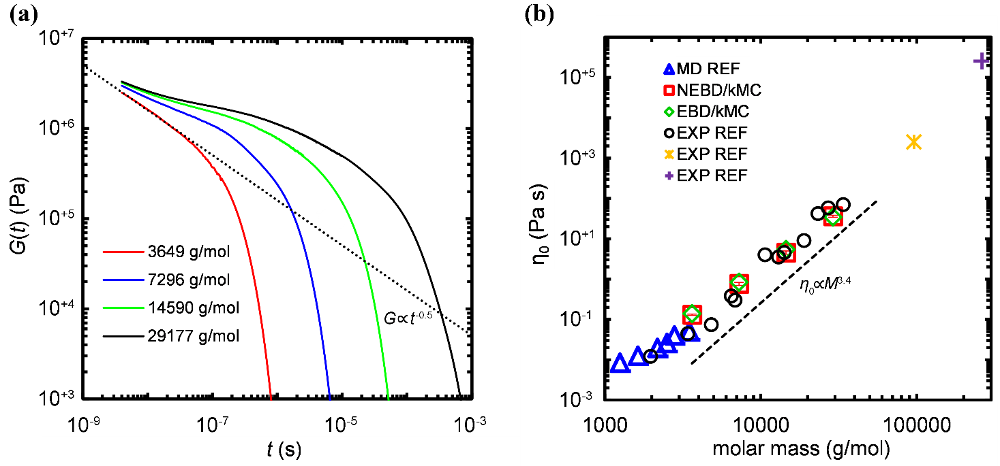 (a)
G(t) (Pa)
10+7
10+6
10+5
10+4
10+3
3649 g/mol
7296 g/mol
14590 g/mol
29177 g/mol
G∝t-0.5
10-9
10-7
10-5
10-3
t (s)
(b)
η0 (Pa s)
10+5
10+3
10+1
10-1
10-3
MD REF
NEBD/kMC
EBD/kMC
EXP REF
EXP REF
EXP REF
η0∝M3.4
1000
10000
100000
molar mass (g/mol)